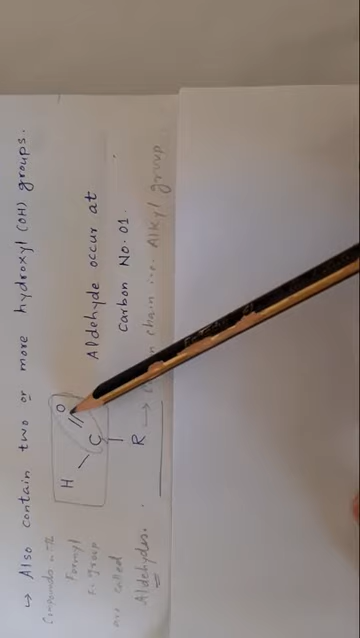 ↳ Also contain two or more hydroxyl (OH) groups.
Compounds with
Formyl
f. group
are called
Aldehydes.
H
C = O
R → chain i.e. Alkyl group
Aldehyde occur at
carbon No. 01.